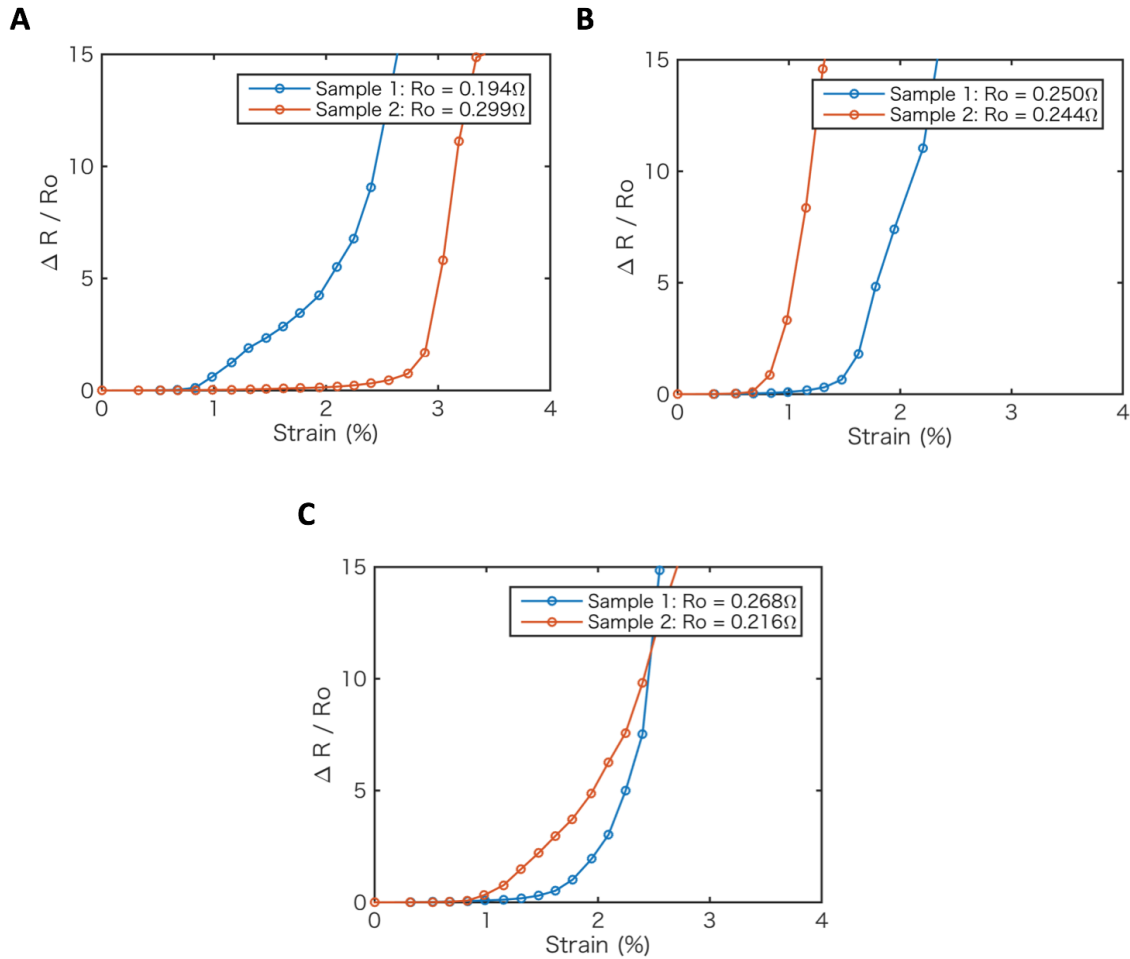 A
15
10
5
0
Δ R / Ro
Sample 1: Ro = 0.194Ω
Sample 2: Ro = 0.299Ω
0 1 2 3 4
Strain (%)
B
15
10
5
0
Δ R / Ro
Sample 1: Ro = 0.250Ω
Sample 2: Ro = 0.244Ω
0 1 2 3 4
Strain (%)
C
15
10
5
0
Δ R / Ro
Sample 1: Ro = 0.268Ω
Sample 2: Ro = 0.216Ω
0 1 2 3 4
Strain (%)